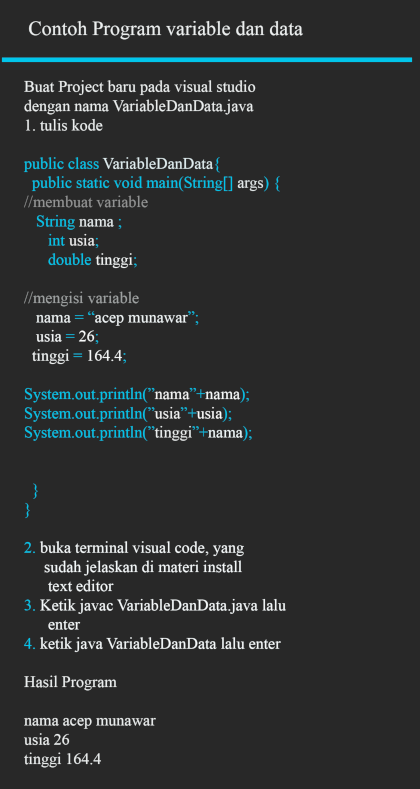 Contoh Program variable dan data
Buat Project baru pada visual studio
dengan nama VariableDanData.java
1. tulis kode
public class VariableDanData{
public static void main(String[] args) {
//membuat variable
String nama ;
int usia;
double tinggi;
//mengisi variable
nama = “acep munawar”;
usia = 26;
tinggi = 164.4;
System.out.println(”nama”+nama);
System.out.println(”usia”+usia);
System.out.println(”tinggi”+nama);
}
}
2. buka terminal visual code, yang
sudah jelaskan di materi install
text editor
3. Ketik javac VariableDanData.java lalu
enter
4. ketik java VariableDanData lalu enter
Hasil Program
nama acep munawar
usia 26
tinggi 164.4